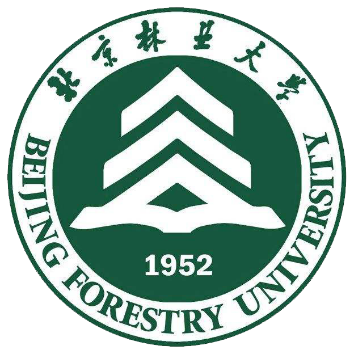 北京林业大学
1952
BEIJING FORESTRY UNIVERSITY